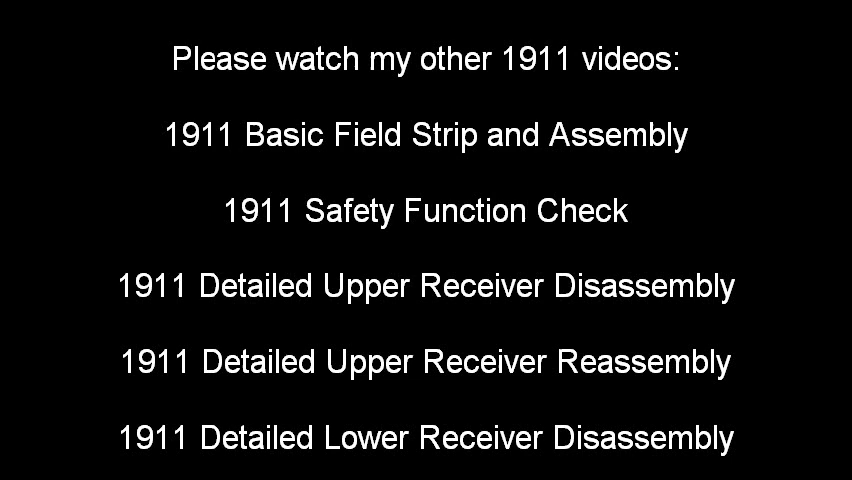 Please watch my other 1911 videos:
1911 Basic Field Strip and Assembly
1911 Safety Function Check
1911 Detailed Upper Receiver Disassembly
1911 Detailed Upper Receiver Reassembly
1911 Detailed Lower Receiver Disassembly